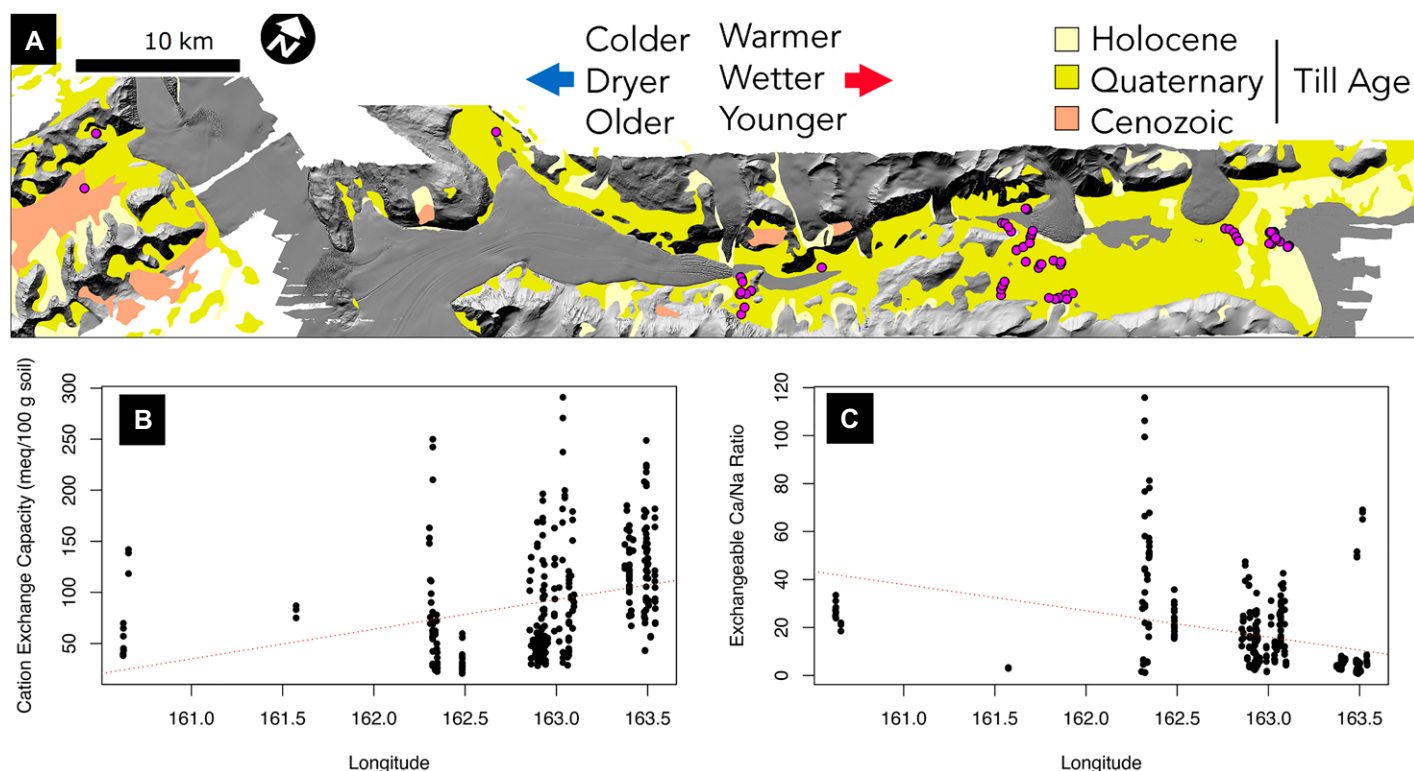 A
10 km
N
Colder
Dryer
Older
Warmer
Wetter
Younger
Holocene
Quaternary
Cenozoic
Till Age
B
Cation Exchange Capacity (meq/100 g soil)
300
250
200
150
100
50
161.0 161.5 162.0 162.5 163.0 163.5
Longitude
C
Exchangeable Ca/Na Ratio
120
100
80
60
40
20
0
161.0 161.5 162.0 162.5 163.0 163.5
Longitude